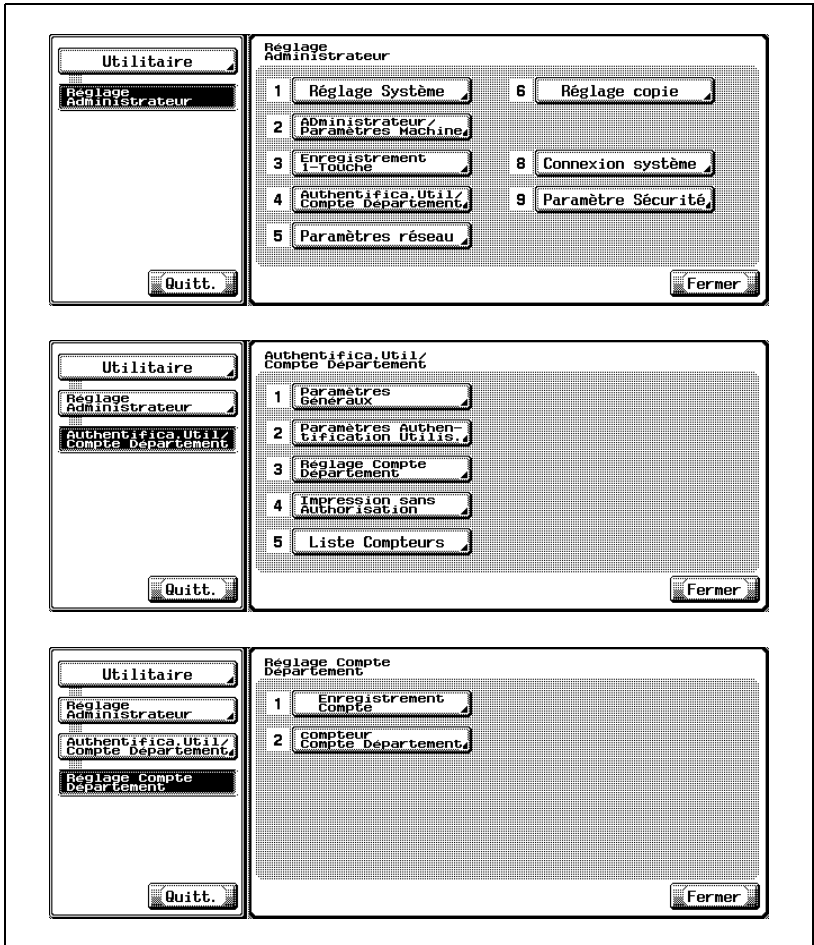 Utilitaire
Réglage
Administrateur
Quitt.
Réglage
Administrateur
1 Réglage Système
2 ADministrateur/
Paramètres Machine
3 Enregistrement
1-Touche
4 Authentifica.Util/
Compte Département
5 Paramètres réseau
6 Réglage copie
8 Connexion système
9 Paramètre Sécurité
Fermer
Utilitaire
Réglage
Administrateur
Authentifica.Util/
Compte Département
Quitt.
Authentifica.Util/
Compte Département
1 Paramètres
Généraux
2 Paramètres Authen-
tification Utilis.
3 Réglage Compte
Département
4 Impression sans
Authorisation
5 Liste Compteurs
Fermer
Utilitaire
Réglage
Administrateur
Authentifica.Util/
Compte Département
Réglage Compte
Département
Quitt.
Réglage Compte
Département
1 Enregistrement
Compte
2 compteur
Compte Département
Fermer